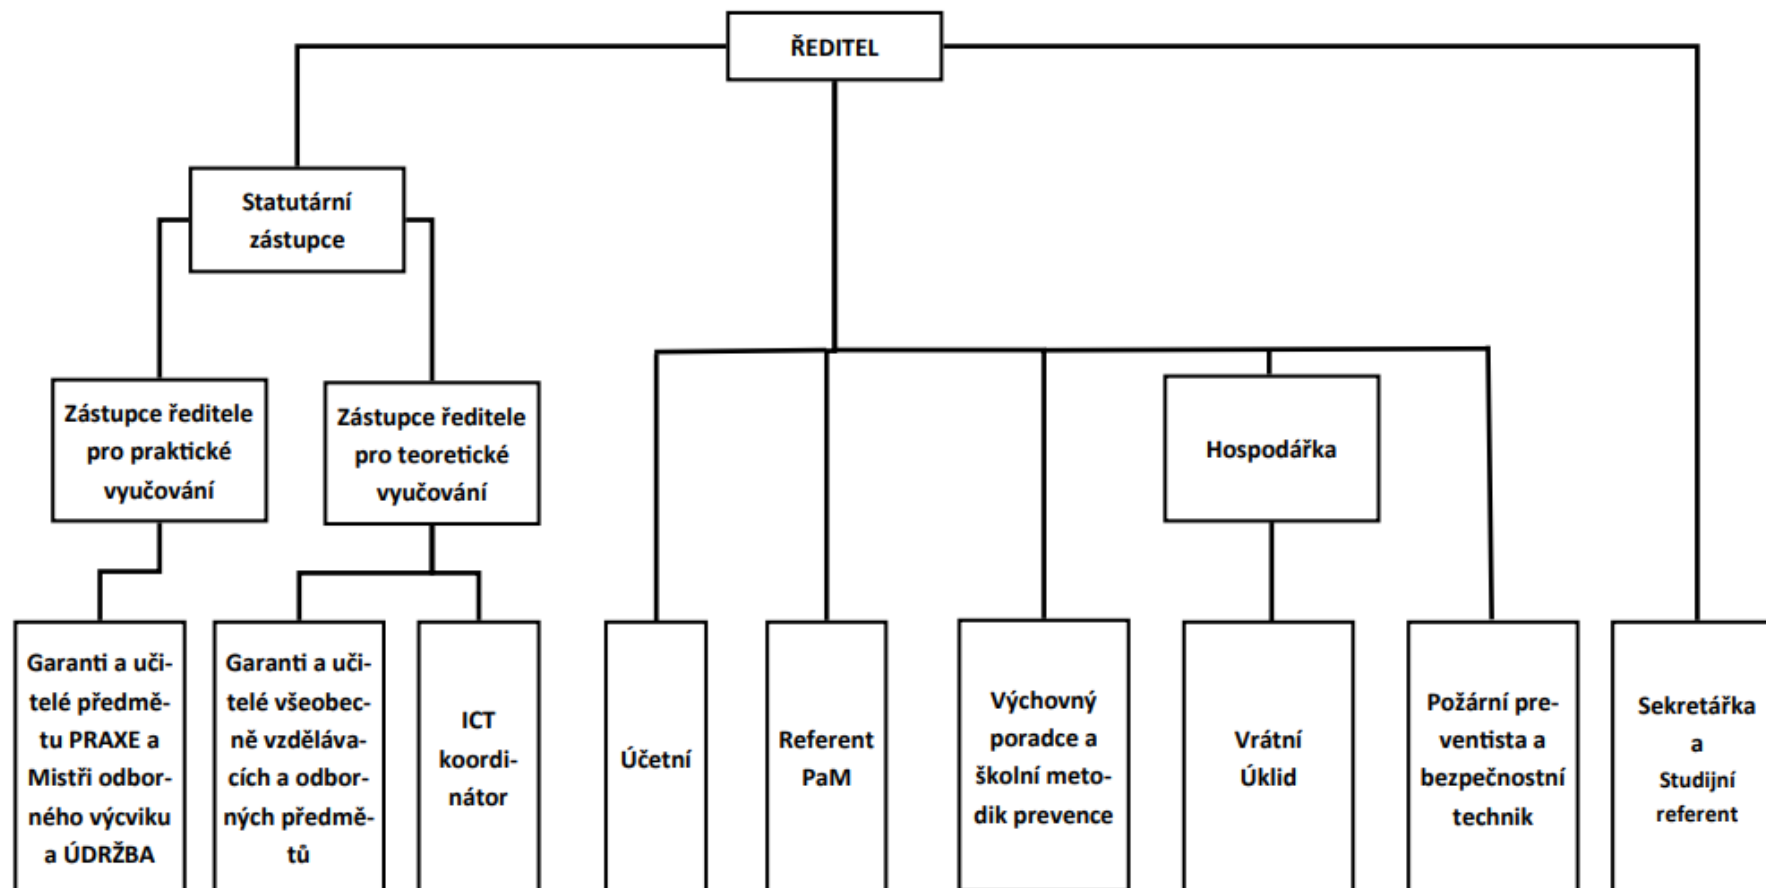 ŘEDITEL
Statutární
zástupce
Zástupce ředitele
pro praktické
vyučování
Zástupce ředitele
pro teoretické
vyučování
Hospodářka
Garanti a uči-
telé předmě-
tu PRAXE a
Mistři odbor-
ného výcviku
a ÚDRŽBA
Garanti a uči-
telé všeobec-
ně vzděláva-
cích a odbor-
ných předmě-
tů
ICT
koordi-
nátor
Účetní
Referent
PaM
Výchovný
poradce a
školní meto-
dik prevence
Vrátní
Úklid
Požární pre-
ventista a
bezpečnostní
technik
Sekretářka
a
Studijní
referent